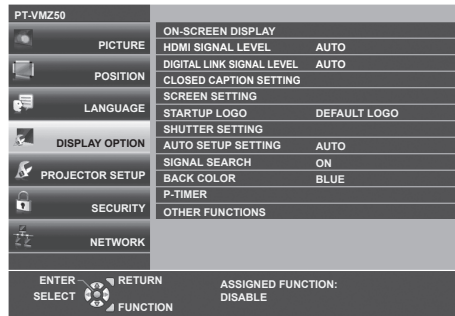 PT-VMZ50
PICTURE
POSITION
LANGUAGE
DISPLAY OPTION
PROJECTOR SETUP
SECURITY
NETWORK
ON-SCREEN DISPLAY
HDMI SIGNAL LEVEL AUTO
DIGITAL LINK SIGNAL LEVEL AUTO
CLOSED CAPTION SETTING
SCREEN SETTING
STARTUP LOGO DEFAULT LOGO
SHUTTER SETTING
AUTO SETUP SETTING AUTO
SIGNAL SEARCH ON
BACK COLOR BLUE
P-TIMER
OTHER FUNCTIONS
ENTER RETURN
SELECT
FUNCTION
ASSIGNED FUNCTION:
DISABLE